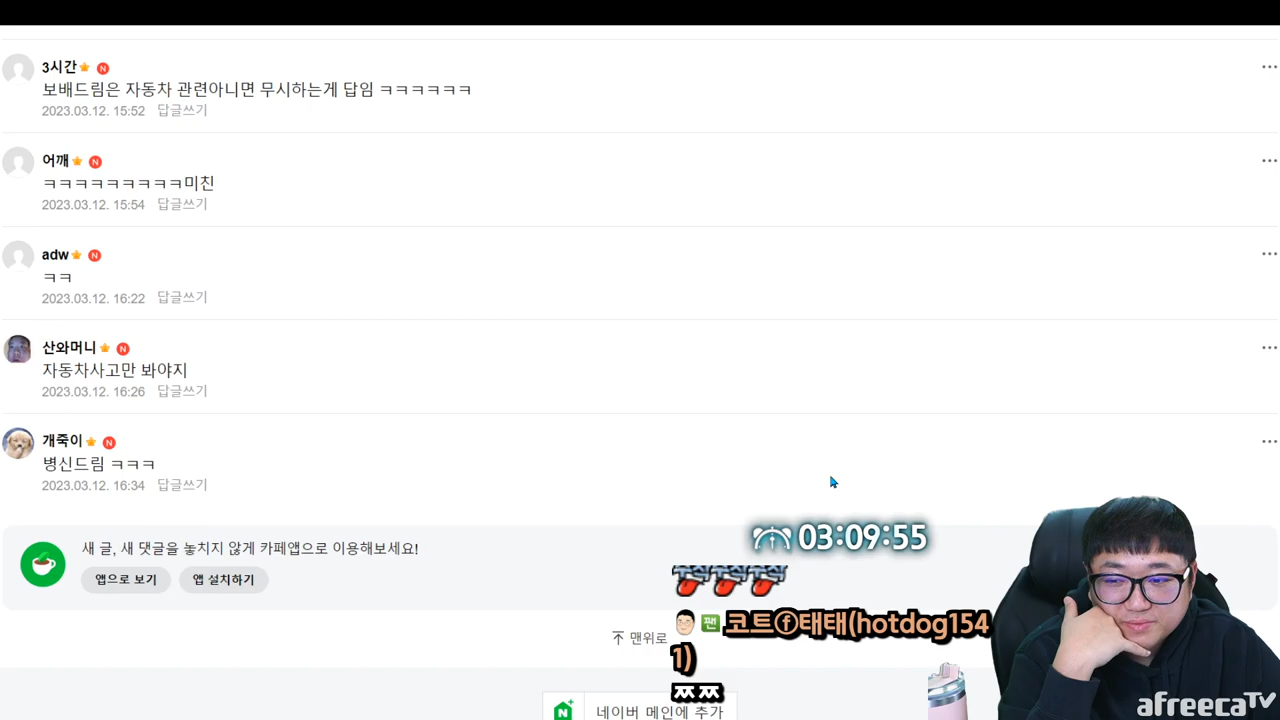 3시간
보배드림은 자동차 관련아니면 무시하는게 답임 ㅋㅋㅋㅋㅋㅋ
2023.03.12. 15:52 답글쓰기
어깨
ㅋㅋㅋㅋㅋㅋㅋㅋㅋ미친
2023.03.12. 15:54 답글쓰기
adw
ㅋㅋ
2023.03.12. 16:22 답글쓰기
산와머니
자동차사고만 봐야지
2023.03.12. 16:26 답글쓰기
개죽이
병신드림 ㅋㅋㅋ
2023.03.12. 16:34 답글쓰기
새 글, 새 댓글을 놓치지 않게 카페앱으로 이용해보세요!
앱으로 보기 앱 설치하기
03:09:55
맨위로
팬 코트ⓕ태태(hotdog154
1)
ㅉㅉ
네이버 메인에 추가
afreecaTV